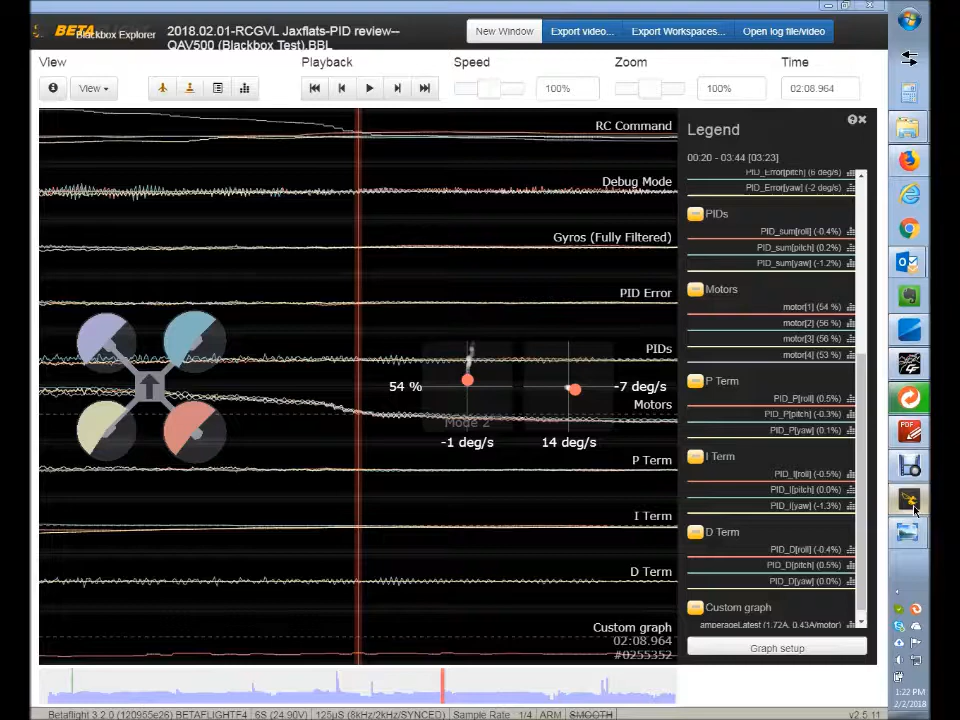 BETA
Blackbox Explorer
2018.02.01-RCGVL Jaxflats-PID review--
QAV500 (Blackbox Test).BBL
New Window
Export video...
Export Workspaces...
Open log file/video
View
Playback
Speed
Zoom
Time
View
100%
100%
02:08.964
RC Command
Debug Mode
Gyros (Fully Filtered)
PID Error
PIDs
54 %
-7 deg/s
Motors
Mode 2
-1 deg/s
14 deg/s
P Term
I Term
D Term
Custom graph
02:08.964
#0255352
Legend
00:20 - 03:44 [03:23]
PID_Error[pitch] (6 deg/s)
PID_Error[yaw] (-2 deg/s)
PIDs
PID_sum[roll] (-0.4%)
PID_sum[pitch] (0.2%)
PID_sum[yaw] (-1.2%)
Motors
motor[1] (54 %)
motor[2] (56 %)
motor[3] (56 %)
motor[4] (53 %)
P Term
PID_P[roll] (0.5%)
PID_P[pitch] (-0.3%)
PID_P[yaw] (0.1%)
I Term
PID_I[roll] (-0.5%)
PID_I[pitch] (0.0%)
PID_I[yaw] (-1.3%)
D Term
PID_D[roll] (-0.4%)
PID_D[pitch] (0.5%)
PID_D[yaw] (0.0%)
Custom graph
amperageLatest (1.72A, 0.43A/motor)
Graph setup
Betaflight 3.2.0 (120955e26) BETAFLIGHTF4
6S (24.90V)
125µS (8kHz/2kHz/SYNCED)
Sample Rate : 1/4
ARM
SMOOTH
v2.5.11
PDF
1:22 PM
2/2/2018